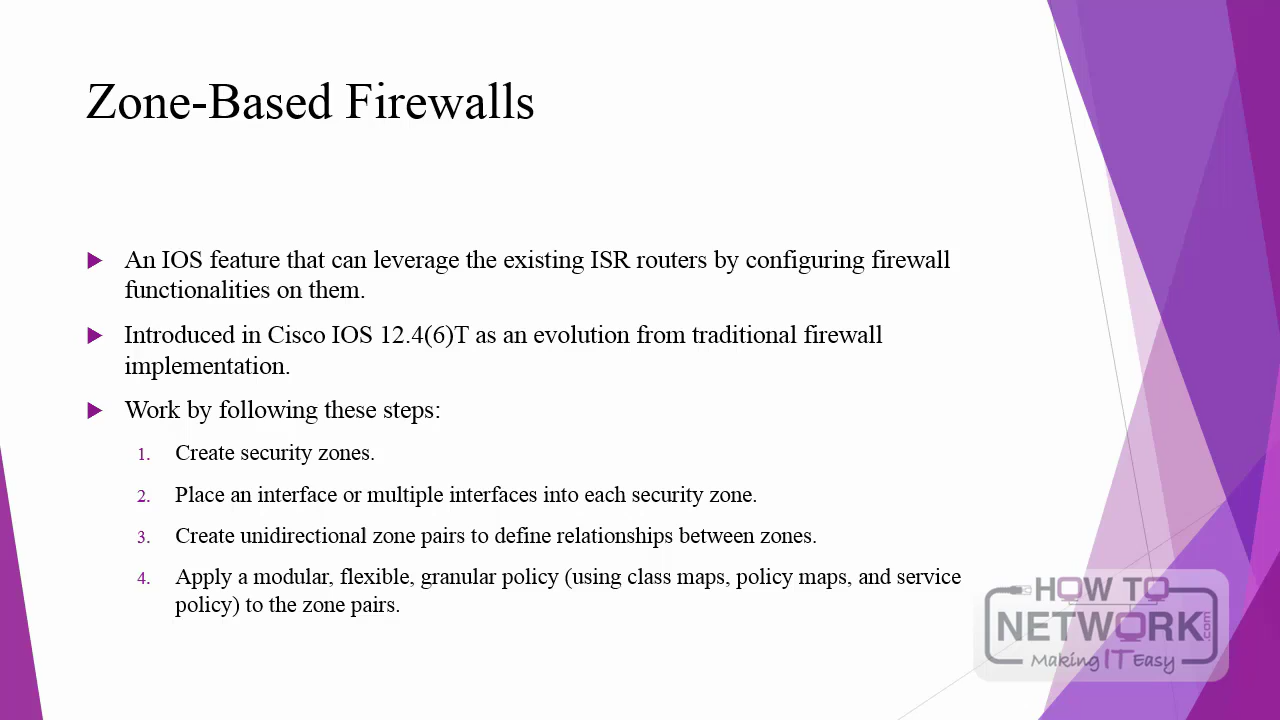 Zone-Based Firewalls
An IOS feature that can leverage the existing ISR routers by configuring firewall
functionalities on them.
Introduced in Cisco IOS 12.4(6)T as an evolution from traditional firewall
implementation.
Work by following these steps:
1. Create security zones.
2. Place an interface or multiple interfaces into each security zone.
3. Create unidirectional zone pairs to define relationships between zones.
4. Apply a modular, flexible, granular policy (using class maps, policy maps, and service
policy) to the zone pairs.
HOW TO
NETWORK.com
Making IT Easy